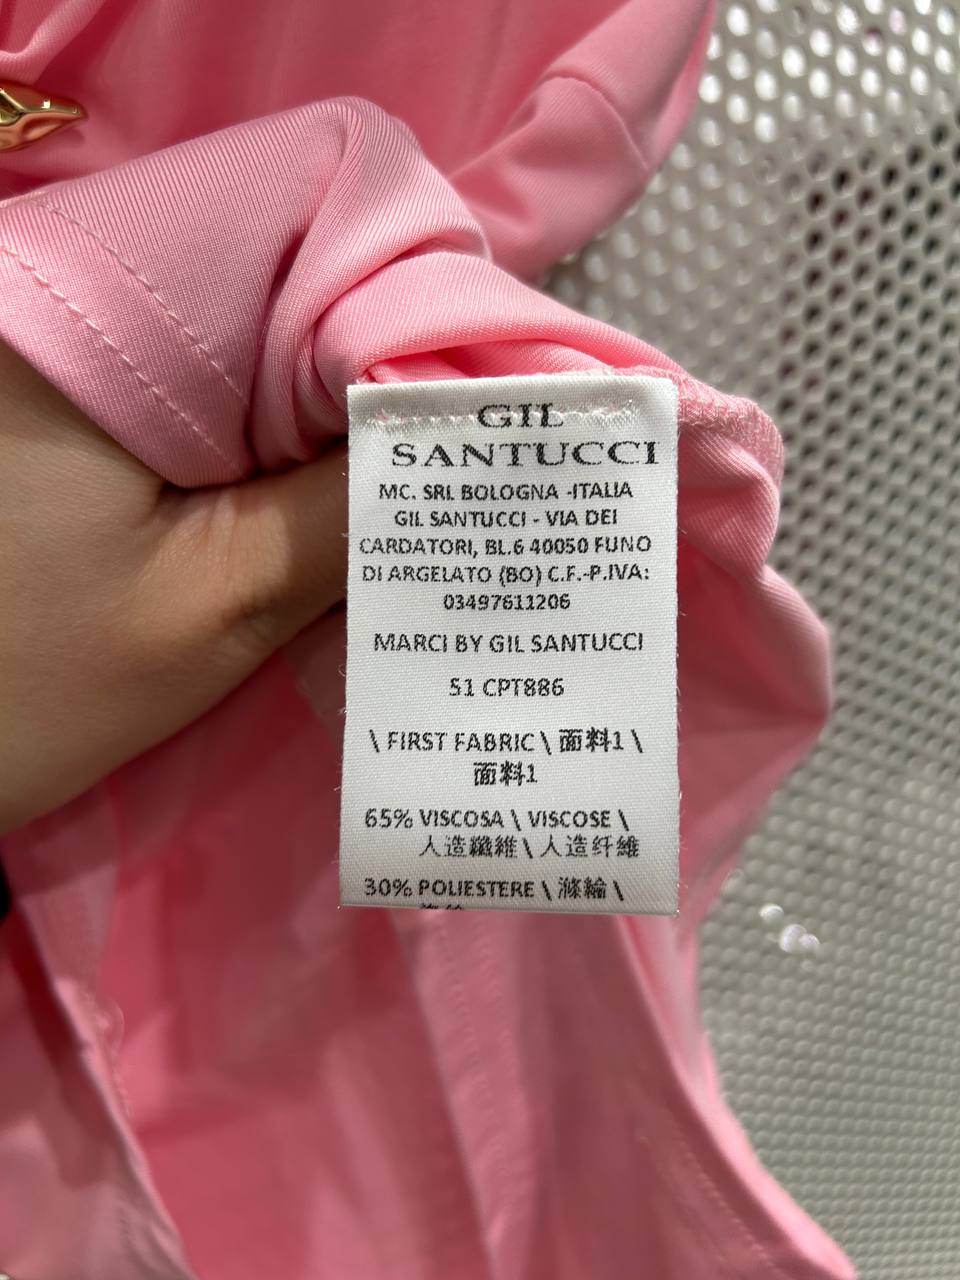 GIL
SANTUCCI
MC. SRL BOLOGNA -ITALIA
GIL SANTUCCI - VIA DEI
CARDATORI, BL.6 40050 FUNO
DI ARGELATO (BO) C.F.-P.IVA:
03497611206
MARCI BY GIL SANTUCCI
51 CPT886
\ FIRST FABRIC \ 面料1 \
面料1
65% VISCOSA \ VISCOSE \
人造纖維 \ 人造纤維
30% POLIESTERE \ 滌綸 \